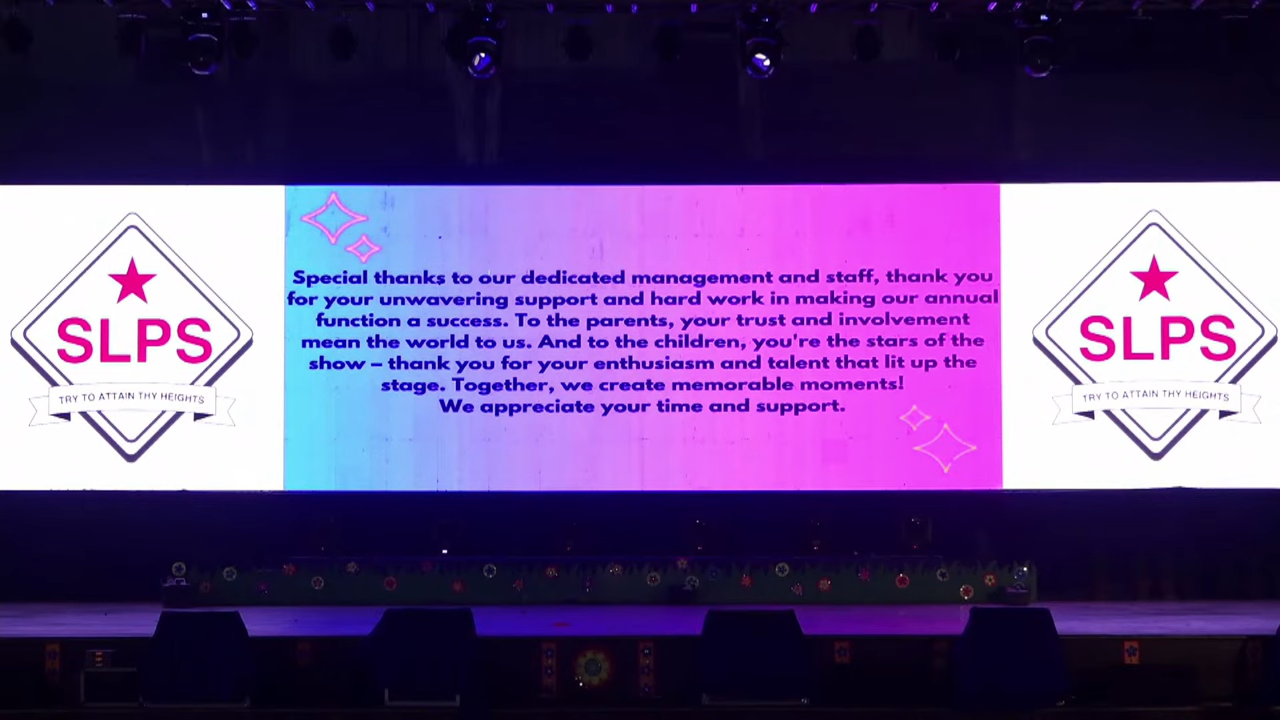 SLPS
TRY TO ATTAIN THY HEIGHTS
Special thanks to our dedicated management and staff, thank you
for your unwavering support and hard work in making our annual
function a success. To the parents, your trust and involvement
mean the world to us. And to the children, you're the stars of the
show – thank you for your enthusiasm and talent that lit up the
stage. Together, we create memorable moments!
We appreciate your time and support.
SLPS
TRY TO ATTAIN THY HEIGHTS